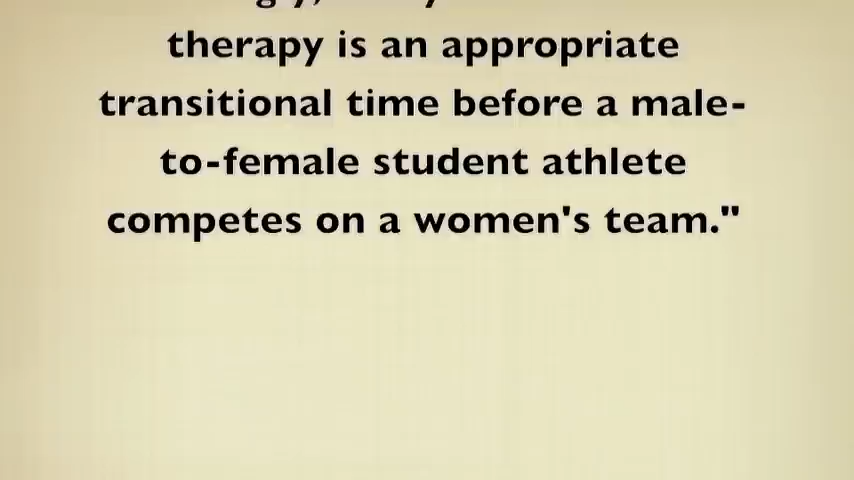 therapy is an appropriate
transitional time before a male-
to-female student athlete
competes on a women's team."